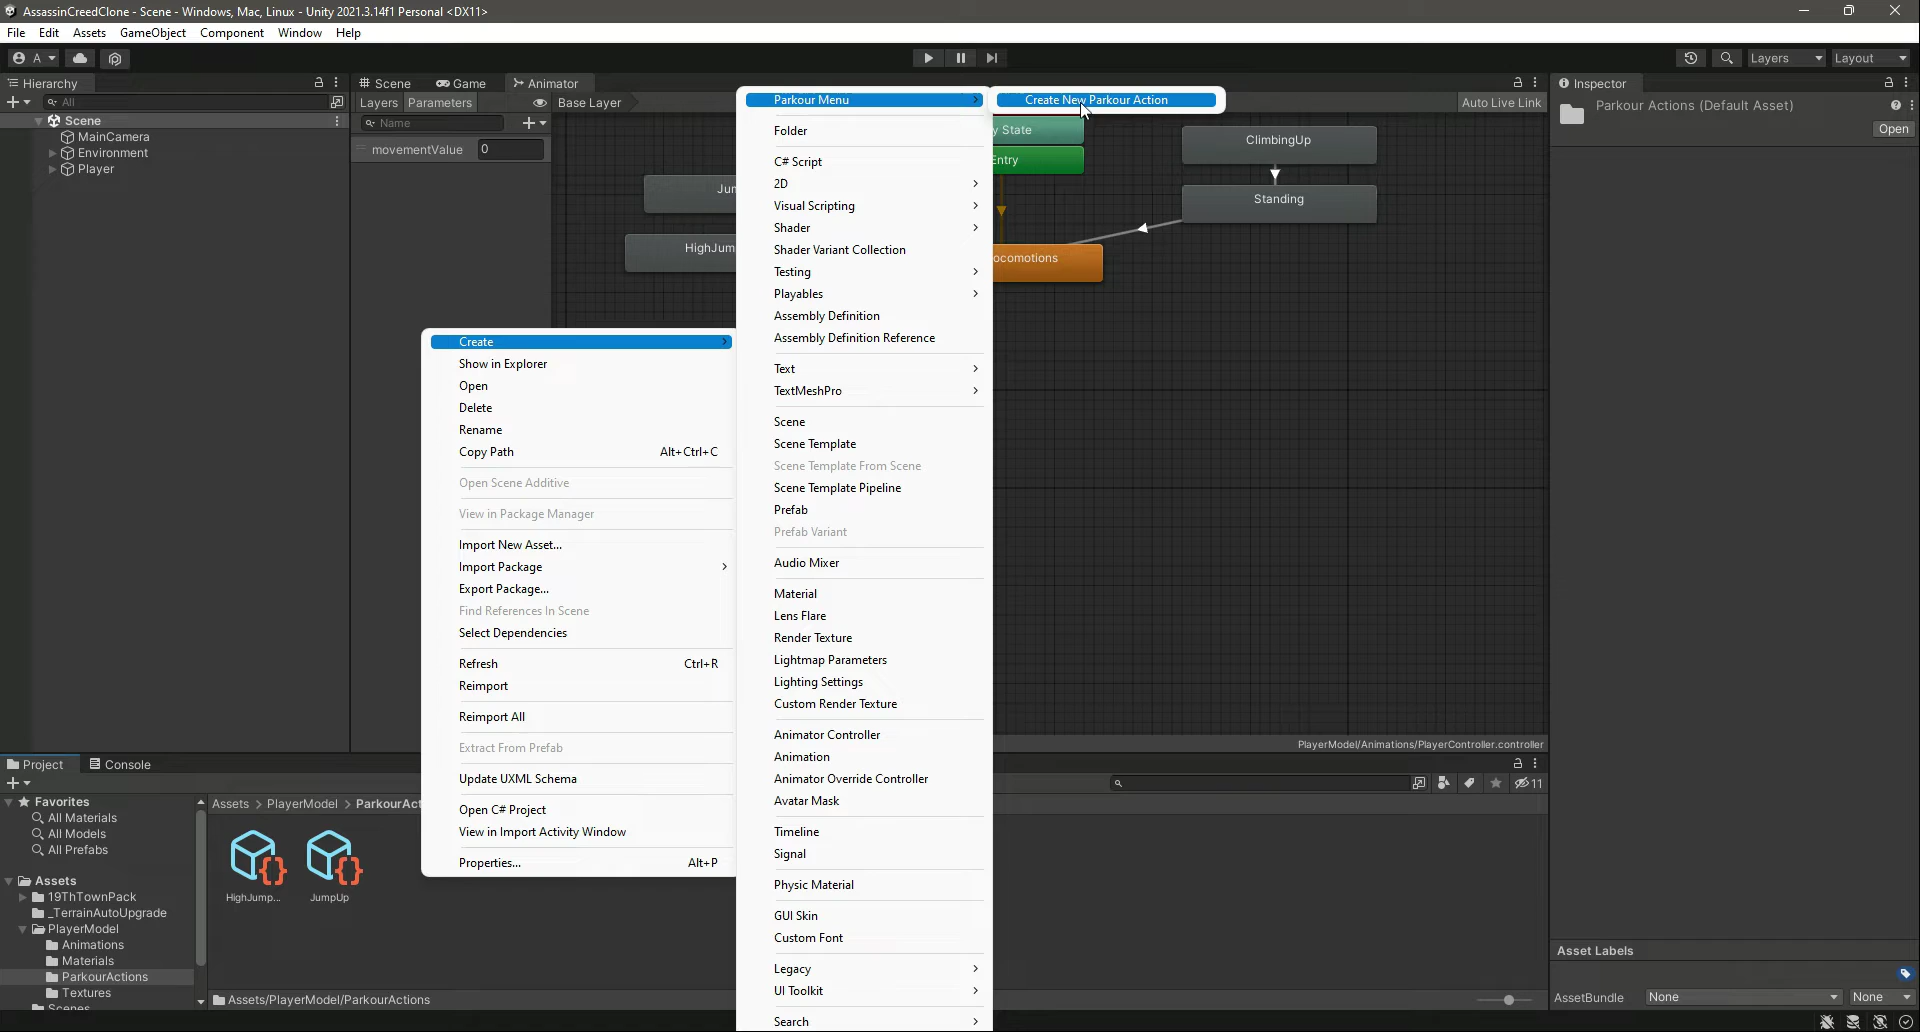 AssassinCreedClone - Scene - Windows, Mac, Linux - Unity 2021.3.14f1 Personal <DX11>
File Edit Assets GameObject Component Window Help
A
Layers Layout
Hierarchy
All
Scene
MainCamera
Environment
Player
Scene Game Animator
Layers Parameters Base Layer Auto Live Link
Name
movementValue 0
y State
Entry
Jun
HighJum
ocomotions
ClimbingUp
Standing
PlayerModel/Animations/PlayerController.controller
Parkour Menu
Create New Parkour Action
Folder
C# Script
2D
Visual Scripting
Shader
Shader Variant Collection
Testing
Playables
Assembly Definition
Assembly Definition Reference
Text
TextMeshPro
Scene
Scene Template
Scene Template From Scene
Scene Template Pipeline
Prefab
Prefab Variant
Audio Mixer
Material
Lens Flare
Render Texture
Lightmap Parameters
Lighting Settings
Custom Render Texture
Animator Controller
Animation
Animator Override Controller
Avatar Mask
Timeline
Signal
Physic Material
GUI Skin
Custom Font
Legacy
UI Toolkit
Search
Create
Show in Explorer
Open
Delete
Rename
Copy Path Alt+Ctrl+C
Open Scene Additive
View in Package Manager
Import New Asset...
Import Package
Export Package...
Find References In Scene
Select Dependencies
Refresh Ctrl+R
Reimport
Reimport All
Extract From Prefab
Update UXML Schema
Open C# Project
View in Import Activity Window
Properties... Alt+P
Inspector
Parkour Actions (Default Asset)
Open
Asset Labels
AssetBundle None None
Project Console
11
Favorites
All Materials
All Models
All Prefabs
Assets
19ThTownPack
_TerrainAutoUpgrade
PlayerModel
Animations
Materials
ParkourActions
Textures
Scenes
Assets > PlayerModel > ParkourAct
HighJump... JumpUp
Assets/PlayerModel/ParkourActions